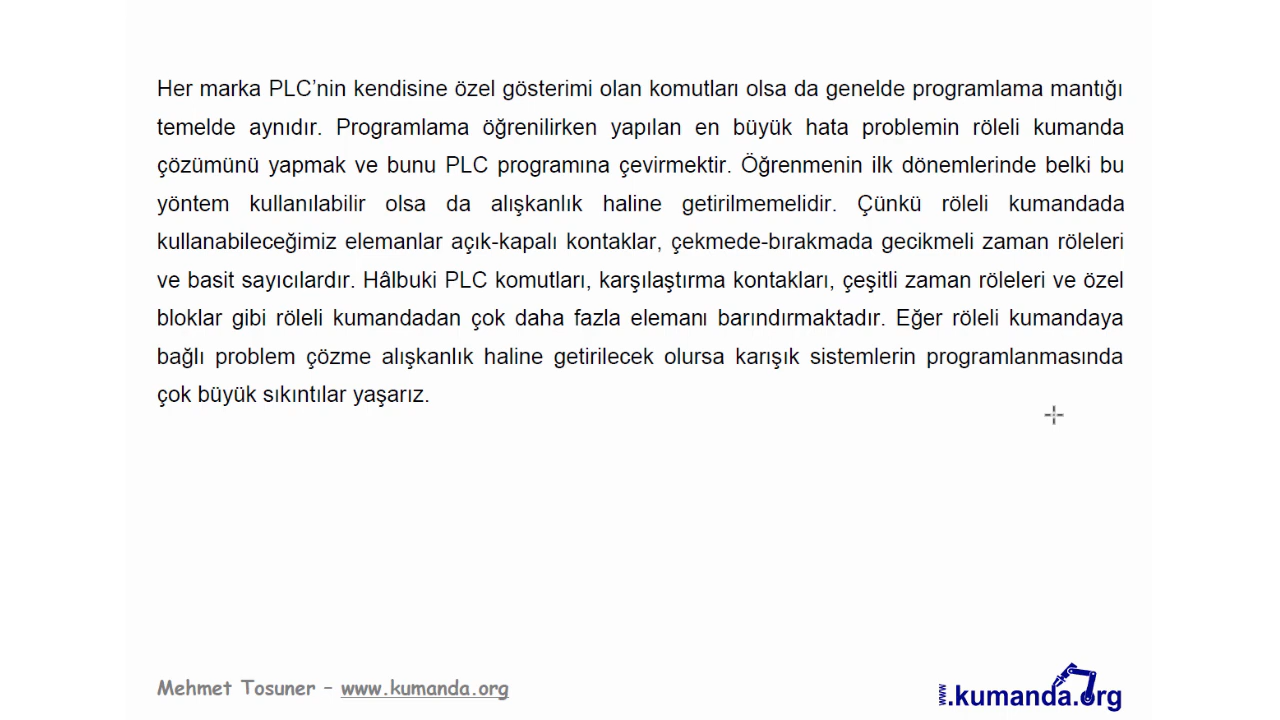 Her marka PLC’nin kendisine özel gösterimi olan komutları olsa da genelde programlama mantığı
temelde aynıdır. Programlama öğrenilirken yapılan en büyük hata problemin röleli kumanda
çözümünü yapmak ve bunu PLC programına çevirmektir. Öğrenmenin ilk dönemlerinde belki bu
yöntem kullanılabilir olsa da alışkanlık haline getirilmemelidir. Çünkü röleli kumandada
kullanabileceğimiz elemanlar açık-kapalı kontaklar, çekmede-bırakmada gecikmeli zaman röleleri
ve basit sayıcılardır. Hâlbuki PLC komutları, karşılaştırma kontakları, çeşitli zaman röleleri ve özel
bloklar gibi röleli kumandadan çok daha fazla elemanı barındırmaktadır. Eğer röleli kumandaya
bağlı problem çözme alışkanlık haline getirilecek olursa karışık sistemlerin programlanmasında
çok büyük sıkıntılar yaşarız.
Mehmet Tosuner – www.kumanda.org
www.kumanda.org